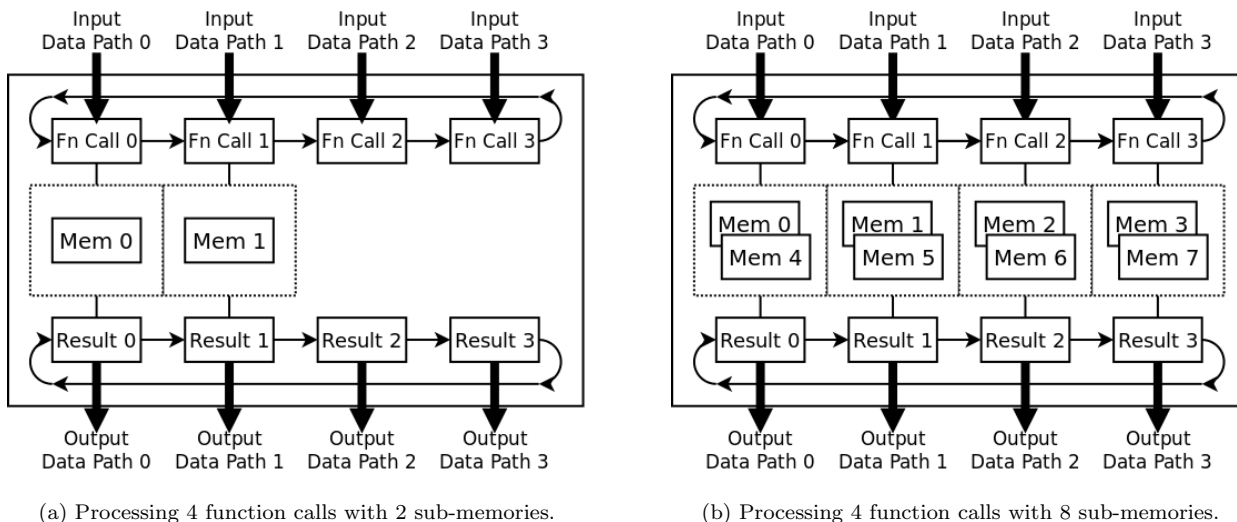 Input
Data Path 0
Input
Data Path 1
Input
Data Path 2
Input
Data Path 3
Fn Call 0
Fn Call 1
Fn Call 2
Fn Call 3
Mem 0
Mem 1
Result 0
Result 1
Result 2
Result 3
Output
Data Path 0
Output
Data Path 1
Output
Data Path 2
Output
Data Path 3
(a) Processing 4 function calls with 2 sub-memories.
Input
Data Path 0
Input
Data Path 1
Input
Data Path 2
Input
Data Path 3
Fn Call 0
Fn Call 1
Fn Call 2
Fn Call 3
Mem 0
Mem 4
Mem 1
Mem 5
Mem 2
Mem 6
Mem 3
Mem 7
Result 0
Result 1
Result 2
Result 3
Output
Data Path 0
Output
Data Path 1
Output
Data Path 2
Output
Data Path 3
(b) Processing 4 function calls with 8 sub-memories.